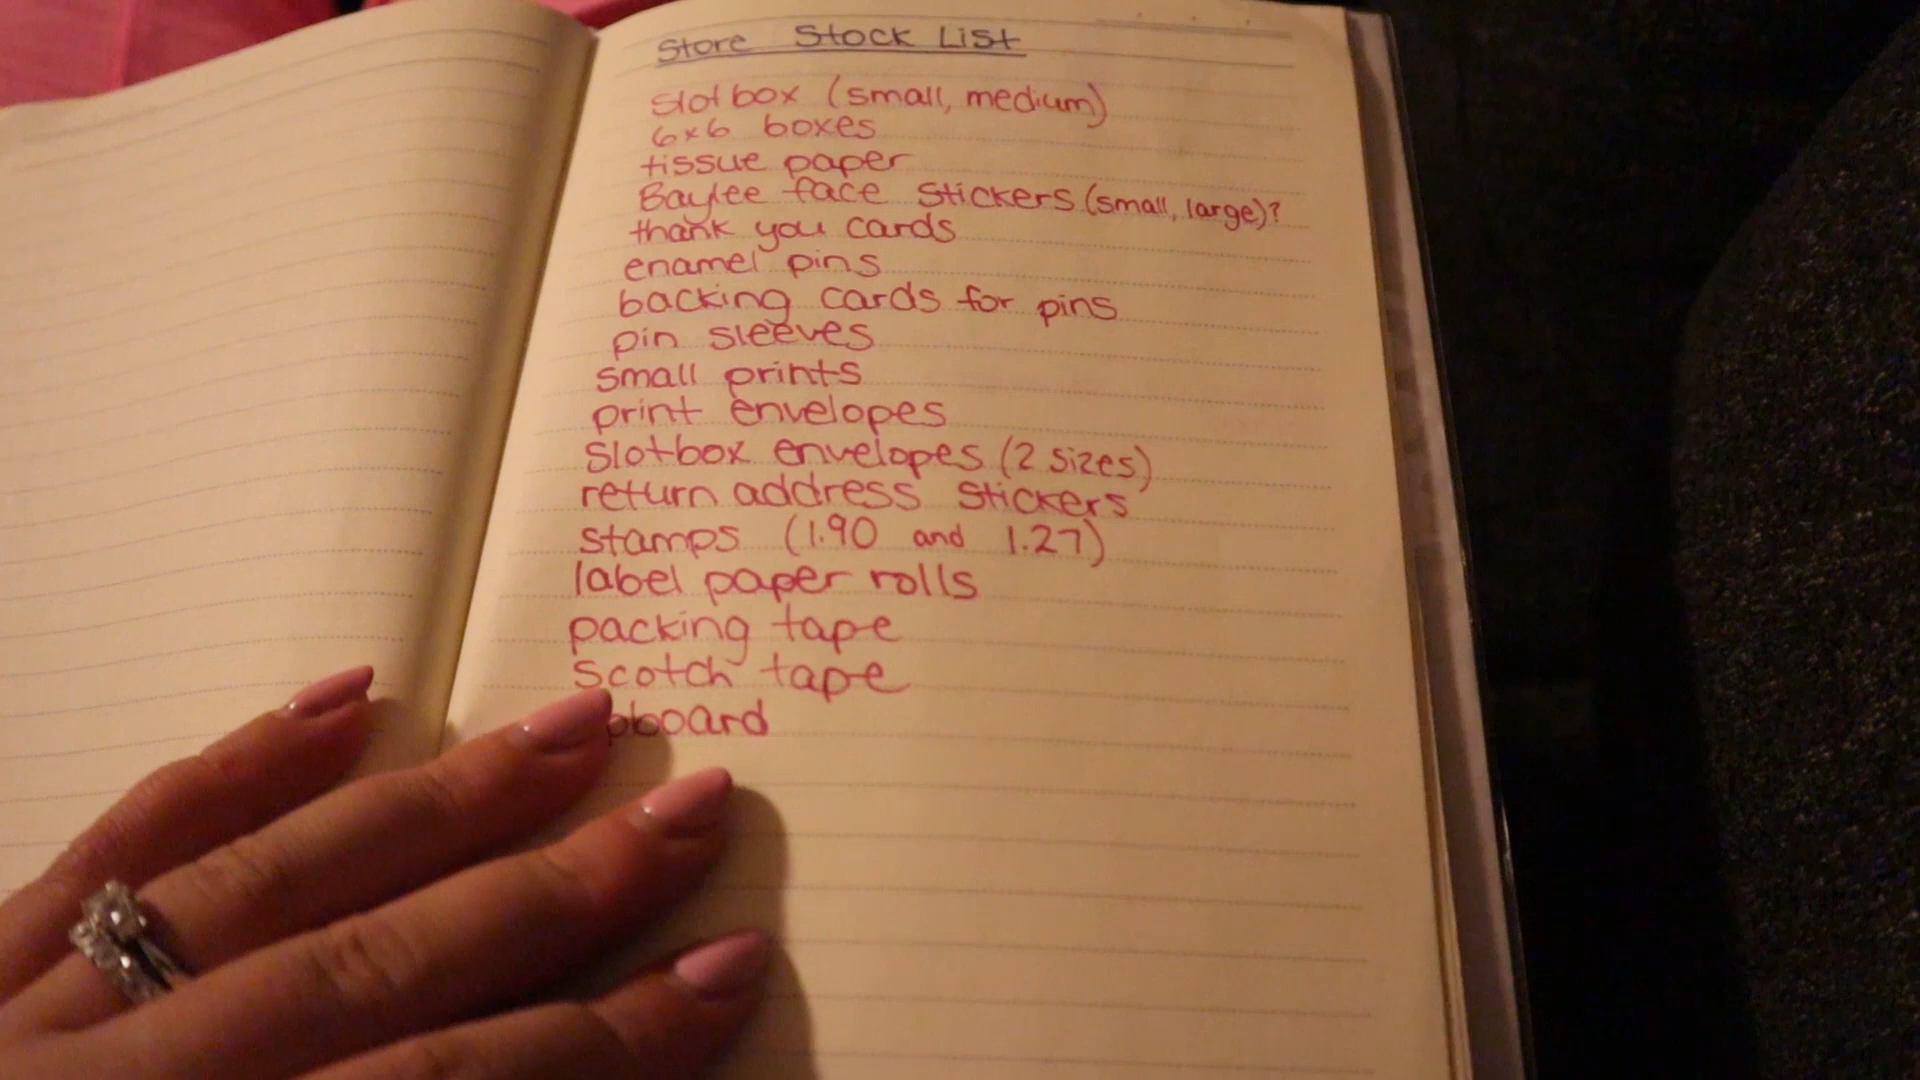 Store Stock List
slotbox (small, medium)
6x6 boxes
tissue paper
Baylee face stickers (small, large)?
thank you cards
enamel pins
backing cards for pins
pin sleeves
small prints
print envelopes
slotbox envelopes (2 sizes)
return address stickers
stamps (1.90 and 1.27)
label paper rolls
packing tape
scotch tape